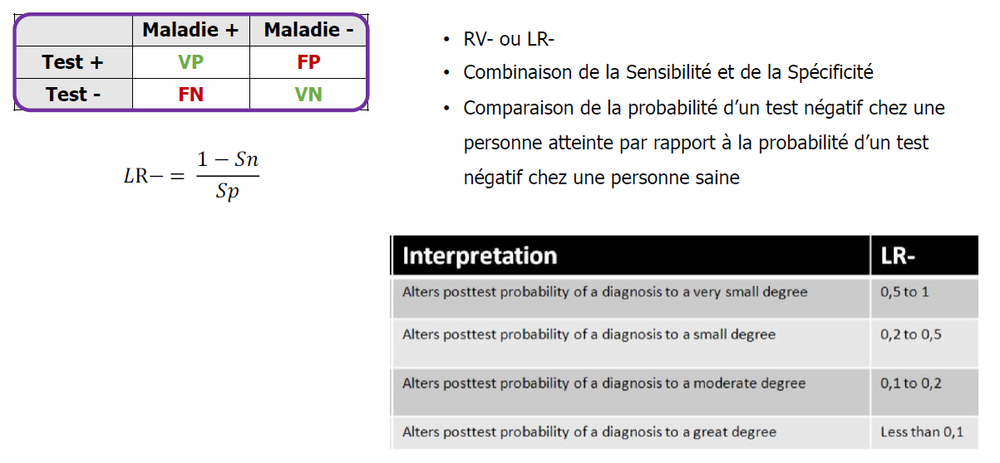 Maladie + Maladie -
Test + VP FP
Test - FN VN
LR− = (1 − Sn) / Sp
• RV- ou LR-
• Combinaison de la Sensibilité et de la Spécificité
• Comparaison de la probabilité d’un test négatif chez une
personne atteinte par rapport à la probabilité d’un test
négatif chez une personne saine
Interpretation LR-
Alters posttest probability of a diagnosis to a very small degree 0,5 to 1
Alters posttest probability of a diagnosis to a small degree 0,2 to 0,5
Alters posttest probability of a diagnosis to a moderate degree 0,1 to 0,2
Alters posttest probability of a diagnosis to a great degree Less than 0,1